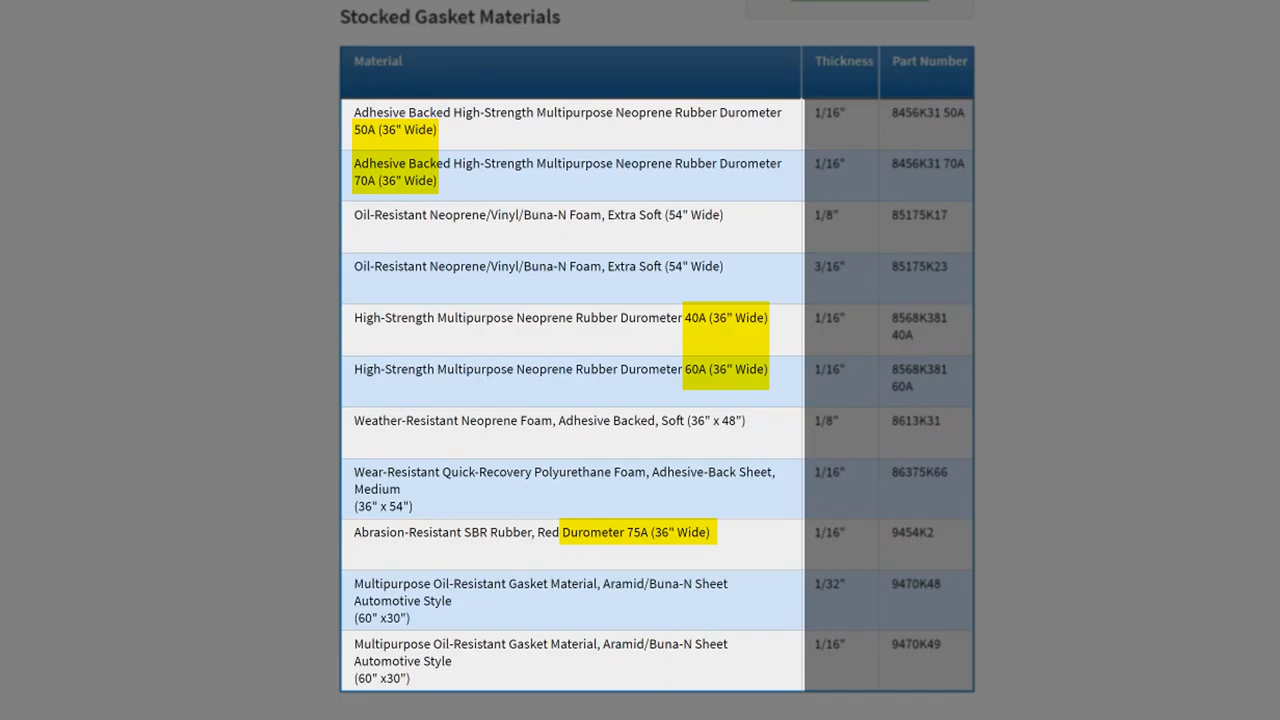 Stocked Gasket Materials
Material Thickness Part Number
Adhesive Backed High-Strength Multipurpose Neoprene Rubber Durometer 1/16" 8456K31 50A
50A (36" Wide)
Adhesive Backed High-Strength Multipurpose Neoprene Rubber Durometer 1/16" 8456K31 70A
70A (36" Wide)
Oil-Resistant Neoprene/Vinyl/Buna-N Foam, Extra Soft (54" Wide) 1/8" 85175K17
Oil-Resistant Neoprene/Vinyl/Buna-N Foam, Extra Soft (54" Wide) 3/16" 85175K23
High-Strength Multipurpose Neoprene Rubber Durometer 40A (36" Wide) 1/16" 8568K381
40A
High-Strength Multipurpose Neoprene Rubber Durometer 60A (36" Wide) 1/16" 8568K381
60A
Weather-Resistant Neoprene Foam, Adhesive Backed, Soft (36" x 48") 1/8" 8613K31
Wear-Resistant Quick-Recovery Polyurethane Foam, Adhesive-Back Sheet, 1/16" 86375K66
Medium
(36" x 54")
Abrasion-Resistant SBR Rubber, Red Durometer 75A (36" Wide) 1/16" 9454K2
Multipurpose Oil-Resistant Gasket Material, Aramid/Buna-N Sheet 1/32" 9470K48
Automotive Style
(60" x30")
Multipurpose Oil-Resistant Gasket Material, Aramid/Buna-N Sheet 1/16" 9470K49
Automotive Style
(60" x30")